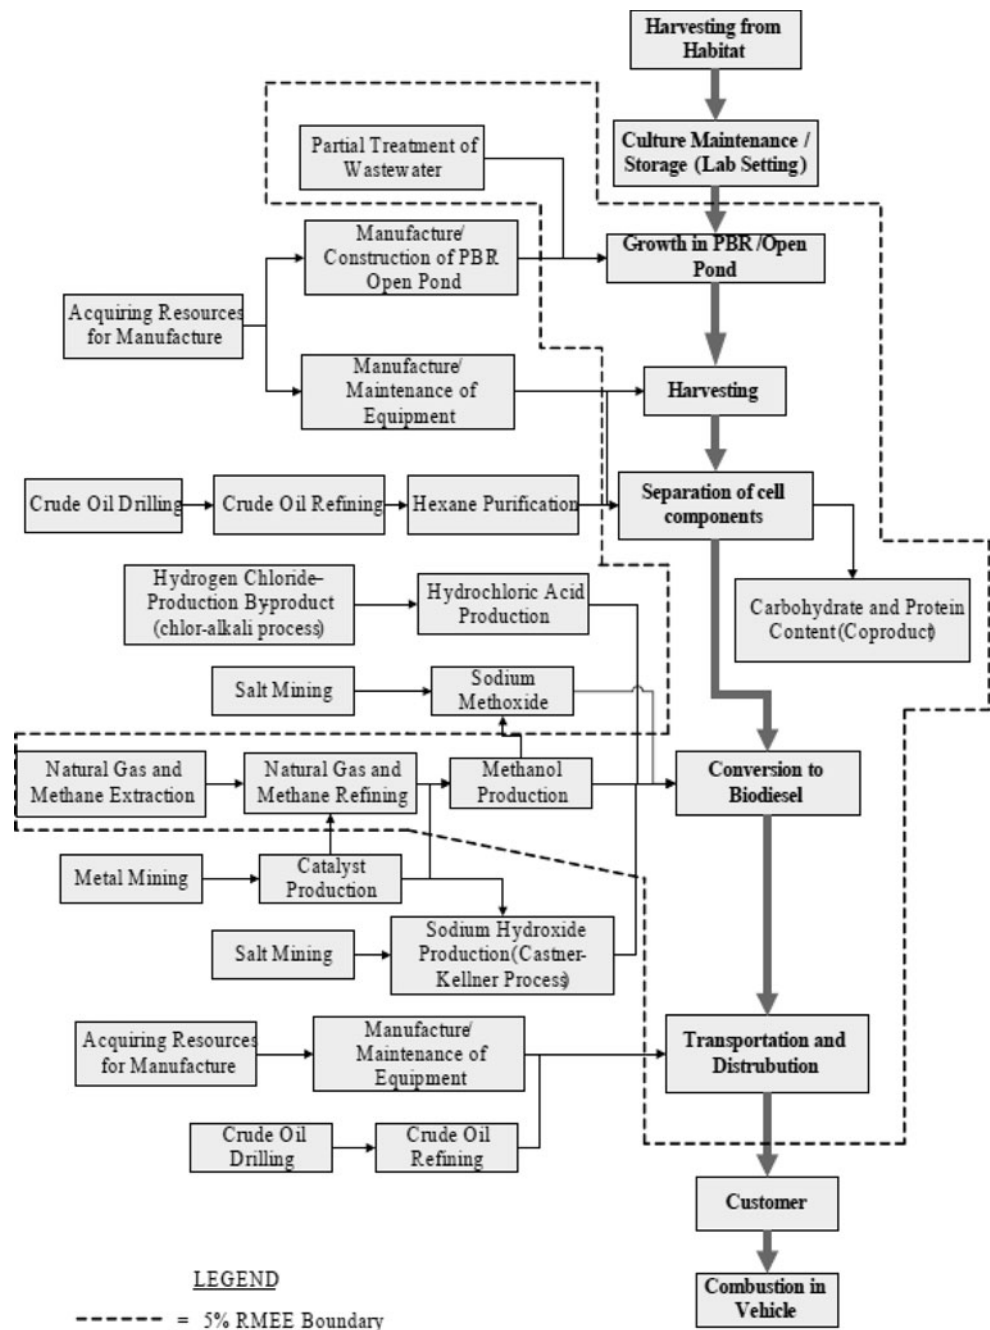 Harvesting from
Habitat
Culture Maintenance /
Storage (Lab Setting)
Partial Treatment of
Wastewater
Manufacture/
Construction of PBR
Open Pond
Growth in PBR /Open
Pond
Acquiring Resources
for Manufacture
Manufacture/
Maintenance of
Equipment
Harvesting
Crude Oil Drilling
Crude Oil Refining
Hexane Purification
Separation of cell
components
Hydrogen Chloride–
Production Byproduct
(chlor-alkali process)
Hydrochloric Acid
Production
Carbohydrate and Protein
Content (Coproduct)
Salt Mining
Sodium
Methoxide
Natural Gas and
Methane Extraction
Natural Gas and
Methane Refining
Methanol
Production
Conversion to
Biodiesel
Metal Mining
Catalyst
Production
Salt Mining
Sodium Hydroxide
Production (Castner-
Kellner Process)
Acquiring Resources
for Manufacture
Manufacture/
Maintenance of
Equipment
Transportation and
Distrubution
Crude Oil
Drilling
Crude Oil
Refining
Customer
Combustion in
Vehicle
LEGEND
= 5% RMEE Boundary